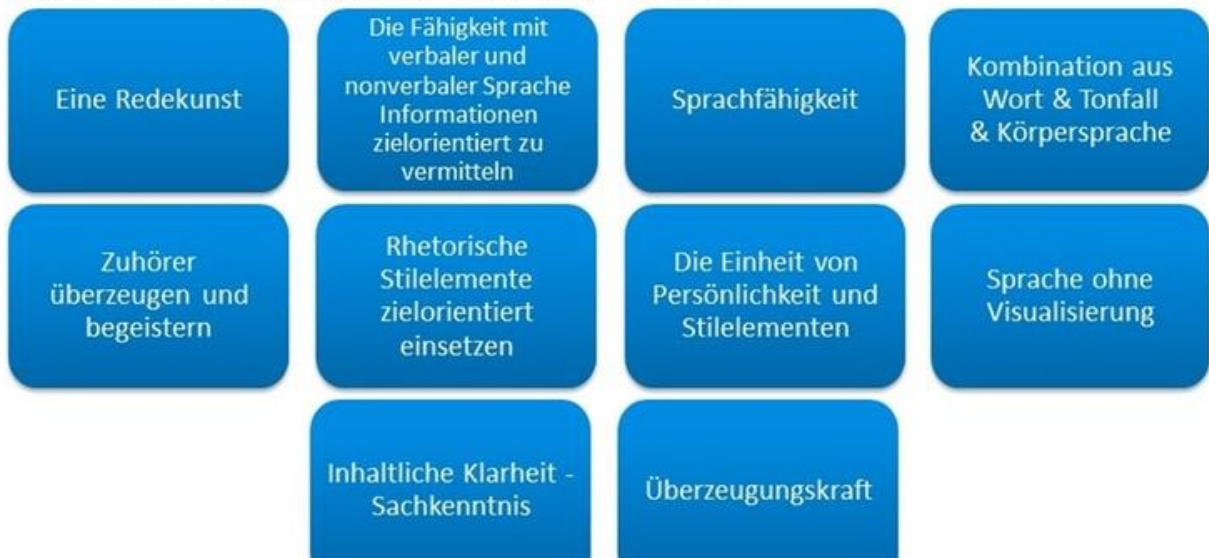 Eine Redekunst
Die Fähigkeit mit
verbaler und
nonverbaler Sprache
Informationen
zielorientiert zu
vermitteln
Sprachfähigkeit
Kombination aus
Wort & Tonfall
& Körpersprache
Zuhörer
überzeugen und
begeistern
Rhetorische
Stilelemente
zielorientiert
einsetzen
Die Einheit von
Persönlichkeit und
Stilelementen
Sprache ohne
Visualisierung
Inhaltliche Klarheit -
Sachkenntnis
Überzeugungskraft